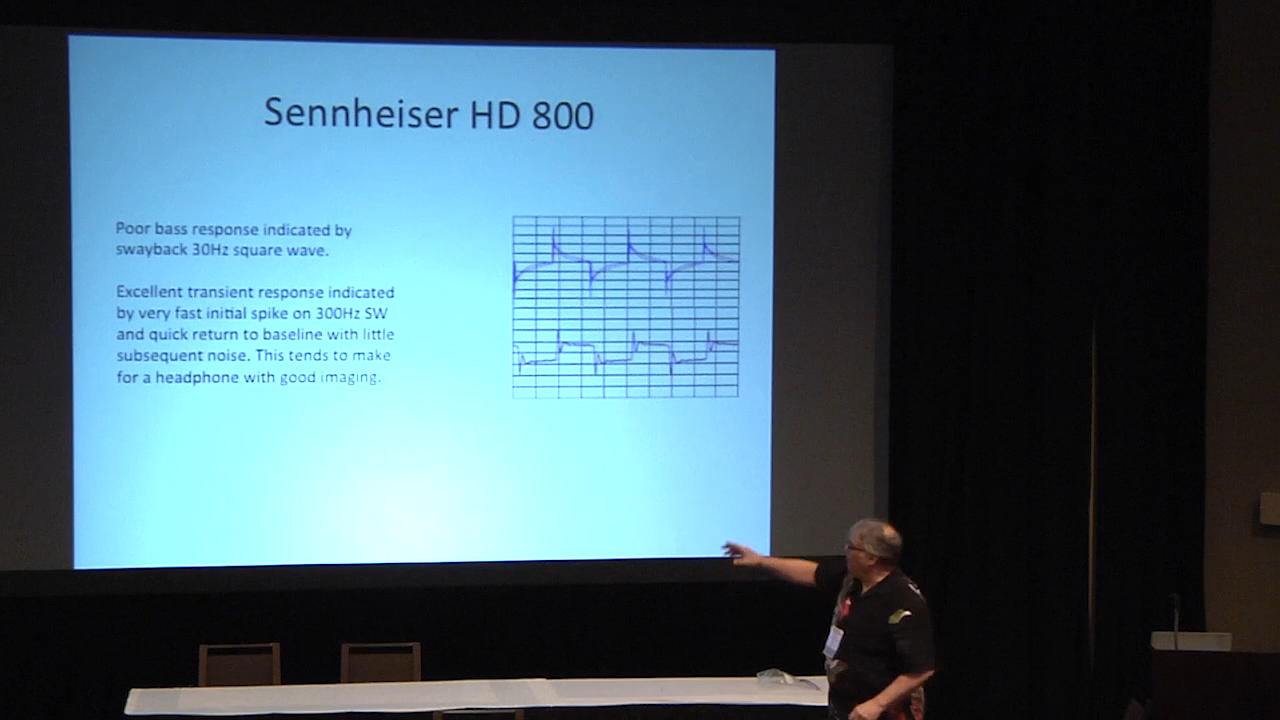 Sennheiser HD 800
Poor bass response indicated by
swayback 30Hz square wave.
Excellent transient response indicated
by very fast initial spike on 300Hz SW
and quick return to baseline with little
subsequent noise. This tends to make
for a headphone with good imaging.